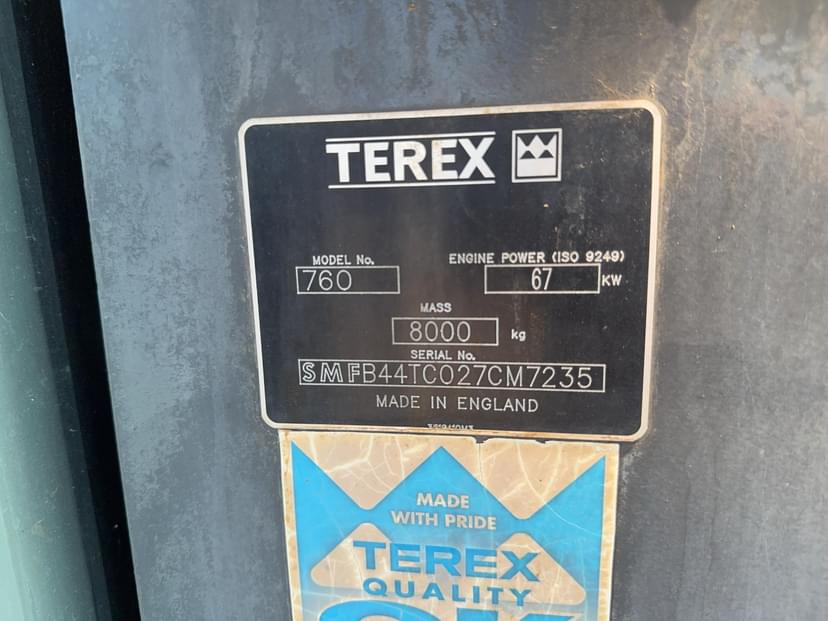 TEREX
MODEL No. ENGINE POWER (ISO 9249)
760 67 KW
MASS
8000 kg
SERIAL No.
SMFB44TC027CM7235
MADE IN ENGLAND
MADE
WITH PRIDE
TEREX
QUALITY